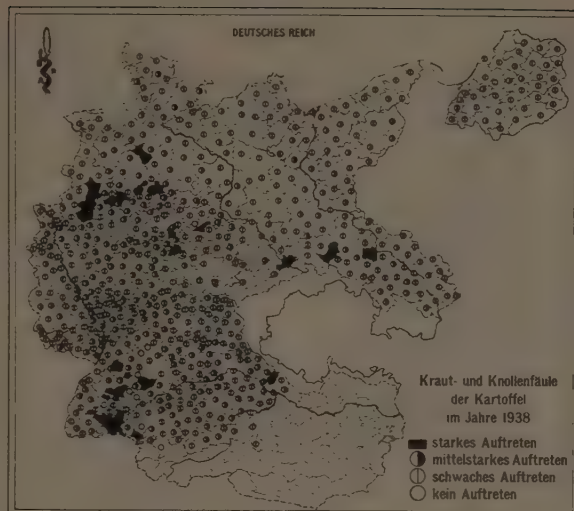 DEUTSCHES REICH
Kraut- und Knollenfäule
der Kartoffel
im Jahre 1938
starkes Auftreten
mittelstarkes Auftreten
schwaches Auftreten
kein Auftreten